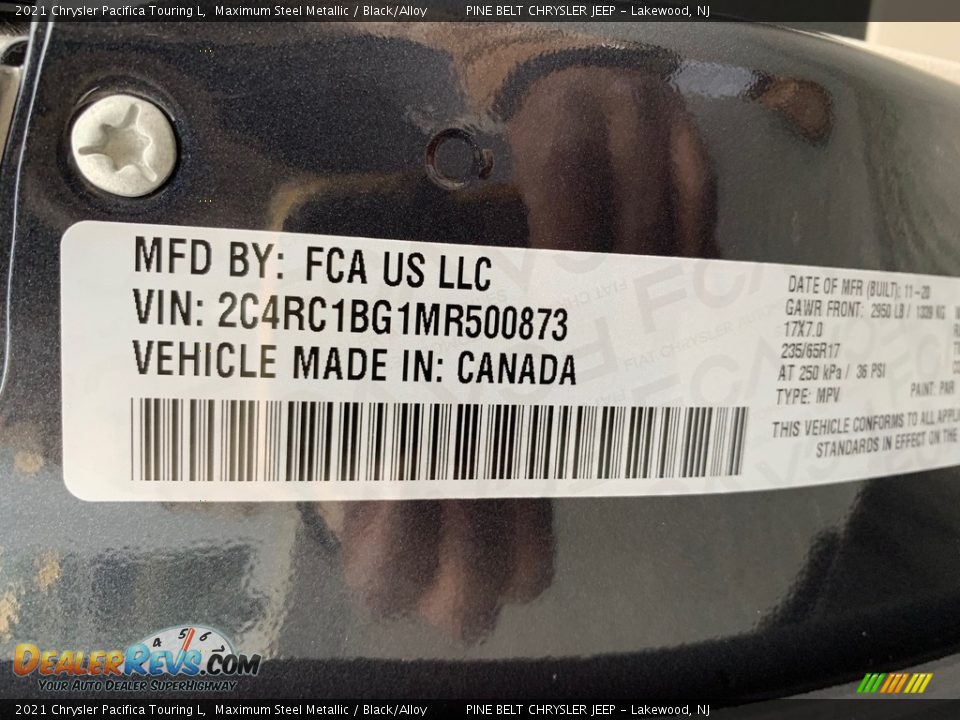 2021 Chrysler Pacifica Touring L, Maximum Steel Metallic / Black/Alloy PINE BELT CHRYSLER JEEP - Lakewood, NJ
MFD BY: FCA US LLC
VIN: 2C4RC1BG1MR500873
VEHICLE MADE IN: CANADA
DATE OF MFR (BUILT): 11-20
GAWR FRONT: 2950 LB / 1339 KG
17X7.0
235/65R17
AT 250 kPa / 36 PSI
TYPE: MPV PAINT: PAR
THIS VEHICLE CONFORMS TO ALL
STANDARDS IN EFFECT ON THE
4 5 6
DEALERREVS.COM
YOUR AUTO DEALER SUPERHIGHWAY
2021 Chrysler Pacifica Touring L, Maximum Steel Metallic / Black/Alloy PINE BELT CHRYSLER JEEP - Lakewood, NJ